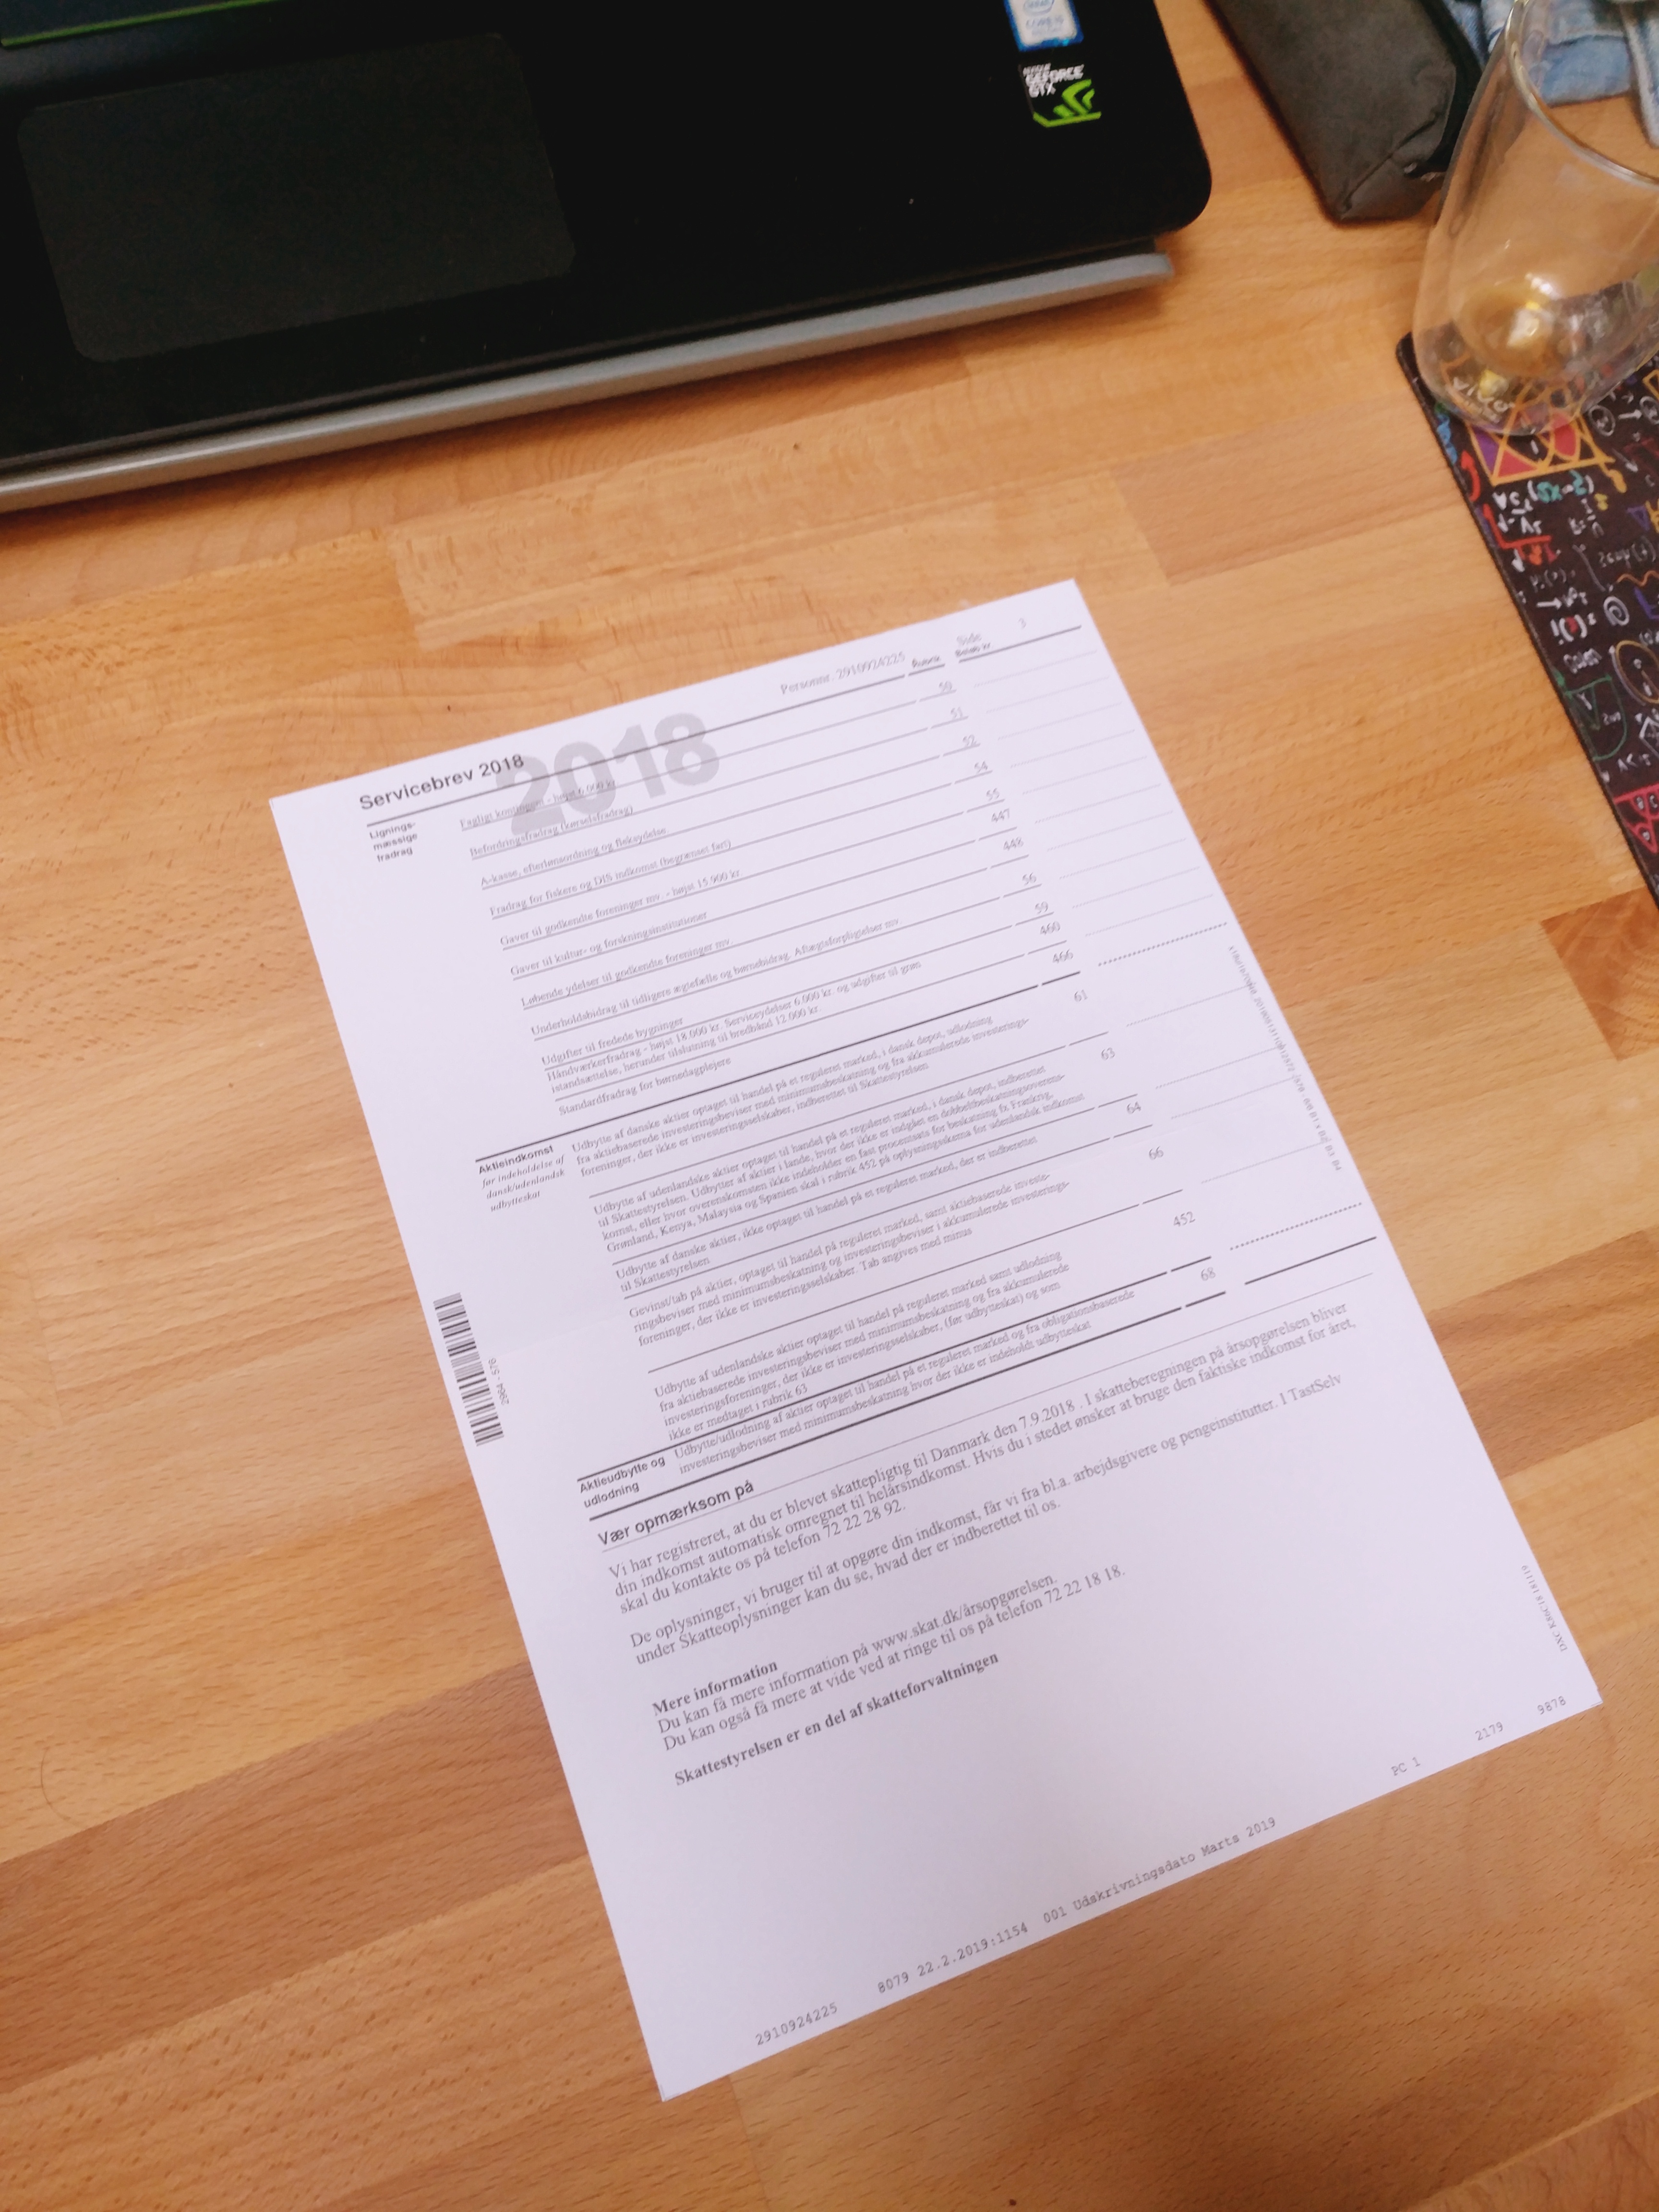 CORE i5
GEFORCE
GTX
Side 3
Personnr. 2910924225
Rubrik
Beløb kr.
Servicebrev 2018
2018
Lignings-
mæssige
fradrag
Fagligt kontingent - højst 6.000 kr. 50
Befordringsfradrag (kørselsfradrag) 51
A-kasse, efterlønsordning og fleksydelse 52
Fradrag for fiskere og DIS indkomst (begrænset fart) 54
Gaver til godkendte foreninger mv. - højst 15.900 kr. 55
Gaver til kultur- og forskningsinstitutioner 447
Løbende ydelser til godkendte foreninger mv. 448
Underholdsbidrag til tidligere ægtefælle og børnebidrag. Aftægtsforpligtelser mv. 56
Udgifter til fredede bygninger 59
Håndværkerfradrag - højst 18.000 kr. Serviceydelser 6.000 kr. og udgifter til grøn
istandsættelse, herunder tilslutning til bredbånd 12.000 kr. 460
Standardfradrag for børnedagplejere 466
Aktieindkomst
før indeholdelse af
dansk/udenlandsk
udbytteskat
Udbytte af danske aktier optaget til handel på et reguleret marked, i dansk depot, udlodning
fra aktiebaserede investeringsbeviser med minimumsbeskatning og fra akkumulerede investerings-
foreninger, der ikke er investeringsselskaber, indberettet til Skattestyrelsen 61
Udbytte af udenlandske aktier optaget til handel på et reguleret marked, i dansk depot, indberettet
til Skattestyrelsen. Udbytter af aktier i lande, hvor der ikke er indgået en dobbeltbeskatningsoverens-
komst, eller hvor overenskomsten ikke indeholder en fast procentsats for beskatning fx Frankrig,
Grønland, Kenya, Malaysia og Spanien skal i rubrik 452 på oplysningsskema for udenlandsk indkomst 63
Udbytte af danske aktier, ikke optaget til handel på et reguleret marked, der er indberettet
til Skattestyrelsen 64
Gevinst/tab på aktier, optaget til handel på reguleret marked, samt aktiebaserede investe-
ringsbeviser med minimumsbeskatning og investeringsbeviser i akkumulerede investerings-
foreninger, der ikke er investeringsselskaber. Tab angives med minus 66
Udbytte af udenlandske aktier optaget til handel på reguleret marked samt udlodning
fra aktiebaserede investeringsbeviser med minimumsbeskatning og fra akkumulerede
investeringsforeninger, der ikke er investeringsselskaber, (før udbytteskat) og som
ikke er medtaget i rubrik 63 452
Aktieudbytte og
udlodning
Udbytte/udlodning af aktier optaget til handel på et reguleret marked og fra obligationsbaserede
investeringsbeviser med minimumsbeskatning hvor der ikke er indeholdt udbytteskat 68
Vær opmærksom på
Vi har registreret, at du er blevet skattepligtig til Danmark den 7.9.2018 . I skatteberegningen på årsopgørelsen bliver
din indkomst automatisk omregnet til helårsindkomst. Hvis du i stedet ønsker at bruge den faktiske indkomst for året,
skal du kontakte os på telefon 72 22 28 92.
De oplysninger, vi bruger til at opgøre din indkomst, får vi fra bl.a. arbejdsgivere og pengeinstitutter. I TastSelv
under Skatteoplysninger kan du se, hvad der er indberettet til os.
Mere information
Du kan få mere information på www.skat.dk/årsopgørelsen.
Du kan også få mere at vide ved at ringe til os på telefon 72 22 18 18.
Skattestyrelsen er en del af skatteforvaltningen
2910924225 8079 22.2.2019:1154 001 Udskrivningsdato Marts 2019 PC 1 2179 9878